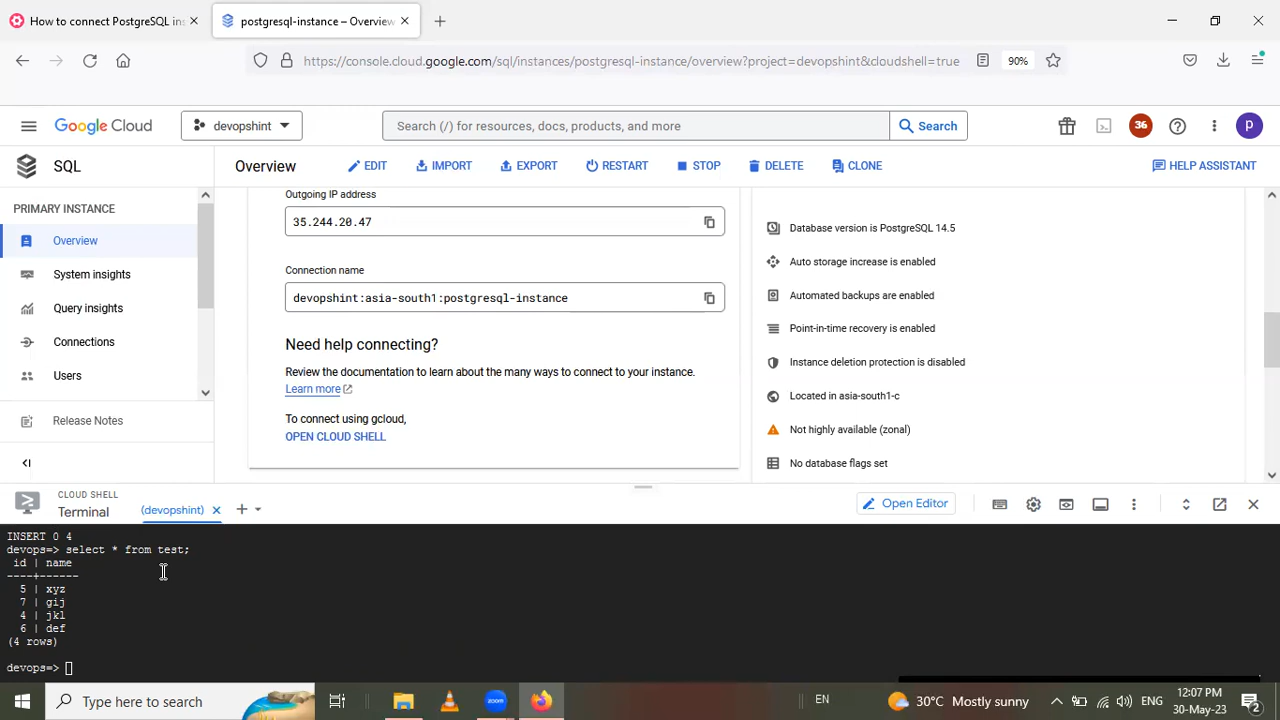 How to connect PostgreSQL ins
postgresql-instance – Overview
https://console.cloud.google.com/sql/instances/postgresql-instance/overview?project=devopshint&cloudshell=true
90%
Google Cloud
devopshint
Search (/) for resources, docs, products, and more
Search
36
p
SQL
Overview
EDIT
IMPORT
EXPORT
RESTART
STOP
DELETE
CLONE
HELP ASSISTANT
PRIMARY INSTANCE
Overview
System insights
Query insights
Connections
Users
Release Notes
Outgoing IP address
35.244.20.47
Connection name
devopshint:asia-south1:postgresql-instance
Need help connecting?
Review the documentation to learn about the many ways to connect to your instance.
Learn more
To connect using gcloud,
OPEN CLOUD SHELL
Database version is PostgreSQL 14.5
Auto storage increase is enabled
Automated backups are enabled
Point-in-time recovery is enabled
Instance deletion protection is disabled
Located in asia-south1-c
Not highly available (zonal)
No database flags set
CLOUD SHELL
Terminal
(devopshint)
Open Editor
INSERT 0 4
devops=> select * from test;
id | name
----+------
5 | xyz
7 | gij
4 | jkl
6 | def
(4 rows)
devops=>
Type here to search
zoom
EN
30°C Mostly sunny
ENG
12:07 PM
30-May-23
2